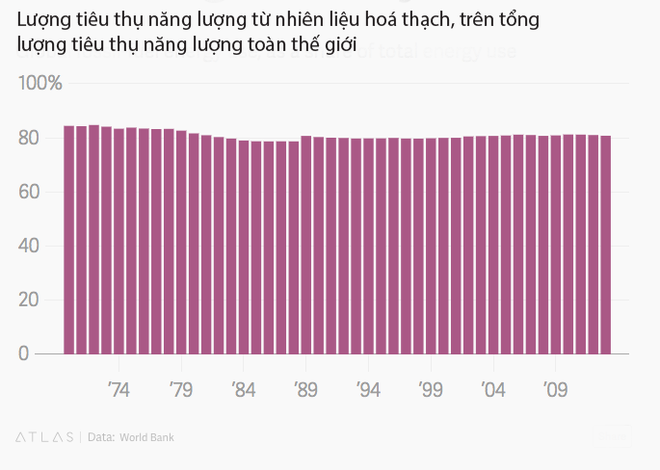 Lượng tiêu thụ năng lượng từ nhiên liệu hoá thạch, trên tổng
lượng tiêu thụ năng lượng toàn thế giới
100%
80
60
40
20
0
’74 ’79 ’84 ’89 ’94 ’99 ’04 ’09
ATLAS | Data: World Bank